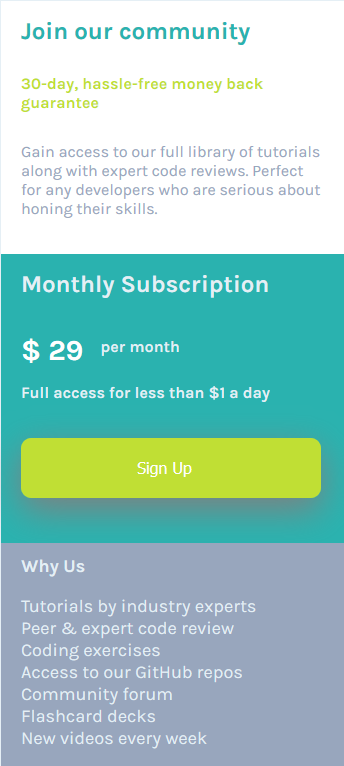 Join our community
30-day, hassle-free money back
guarantee
Gain access to our full library of tutorials
along with expert code reviews. Perfect
for any developers who are serious about
honing their skills.
Monthly Subscription
$ 29 per month
Full access for less than $1 a day
Sign Up
Why Us
Tutorials by industry experts
Peer & expert code review
Coding exercises
Access to our GitHub repos
Community forum
Flashcard decks
New videos every week